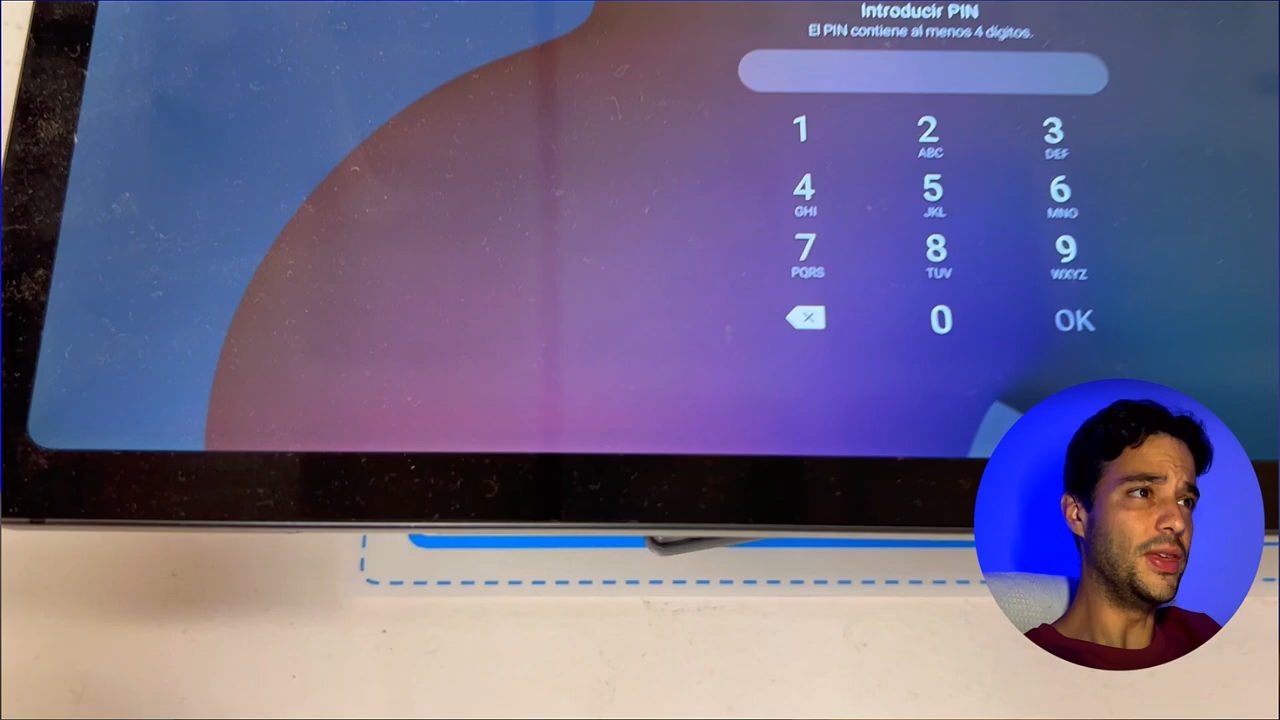 Introducir PIN
El PIN contiene al menos 4 dígitos.
1 2 3
ABC DEF
4 5 6
GHI JKL MNO
7 8 9
PQRS TUV WXYZ
0 OK